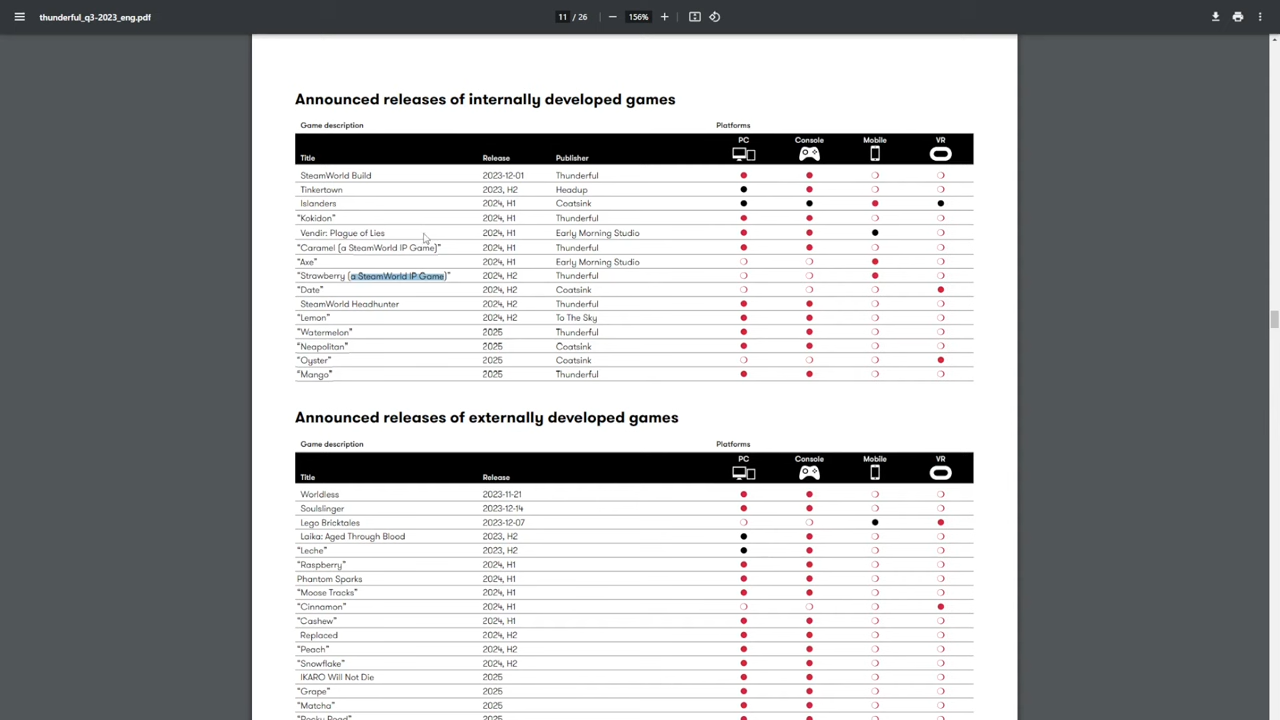 thunderful_q3-2023_eng.pdf 11 / 26 156%
Announced releases of internally developed games
Game description Platforms
Title Release Publisher PC Console Mobile VR
SteamWorld Build 2023-12-01 Thunderful
Tinkertown 2023, H2 Headup
Islanders 2024, H1 Coatsink
"Kokidon" 2024, H1 Thunderful
Vendir: Plague of Lies 2024, H1 Early Morning Studio
"Caramel (a SteamWorld IP Game)" 2024, H1 Thunderful
"Axe" 2024, H1 Early Morning Studio
"Strawberry (a SteamWorld IP Game)" 2024, H2 Thunderful
"Date" 2024, H2 Coatsink
SteamWorld Headhunter 2024, H2 Thunderful
"Lemon" 2024, H2 To The Sky
"Watermelon" 2025 Thunderful
"Neapolitan" 2025 Coatsink
"Oyster" 2025 Coatsink
"Mango" 2025 Thunderful
Announced releases of externally developed games
Game description Platforms
Title Release PC Console Mobile VR
Worldless 2023-11-21
Soulslinger 2023-12-14
Lego Bricktales 2023-12-07
Laika: Aged Through Blood 2023, H2
"Leche" 2023, H2
"Raspberry" 2024, H1
Phantom Sparks 2024, H1
"Moose Tracks" 2024, H1
"Cinnamon" 2024, H1
"Cashew" 2024, H1
Replaced 2024, H2
"Peach" 2024, H2
"Snowflake" 2024, H2
IKARO Will Not Die 2025
"Grape" 2025
"Matcha" 2025
"Rocky Road" 2025